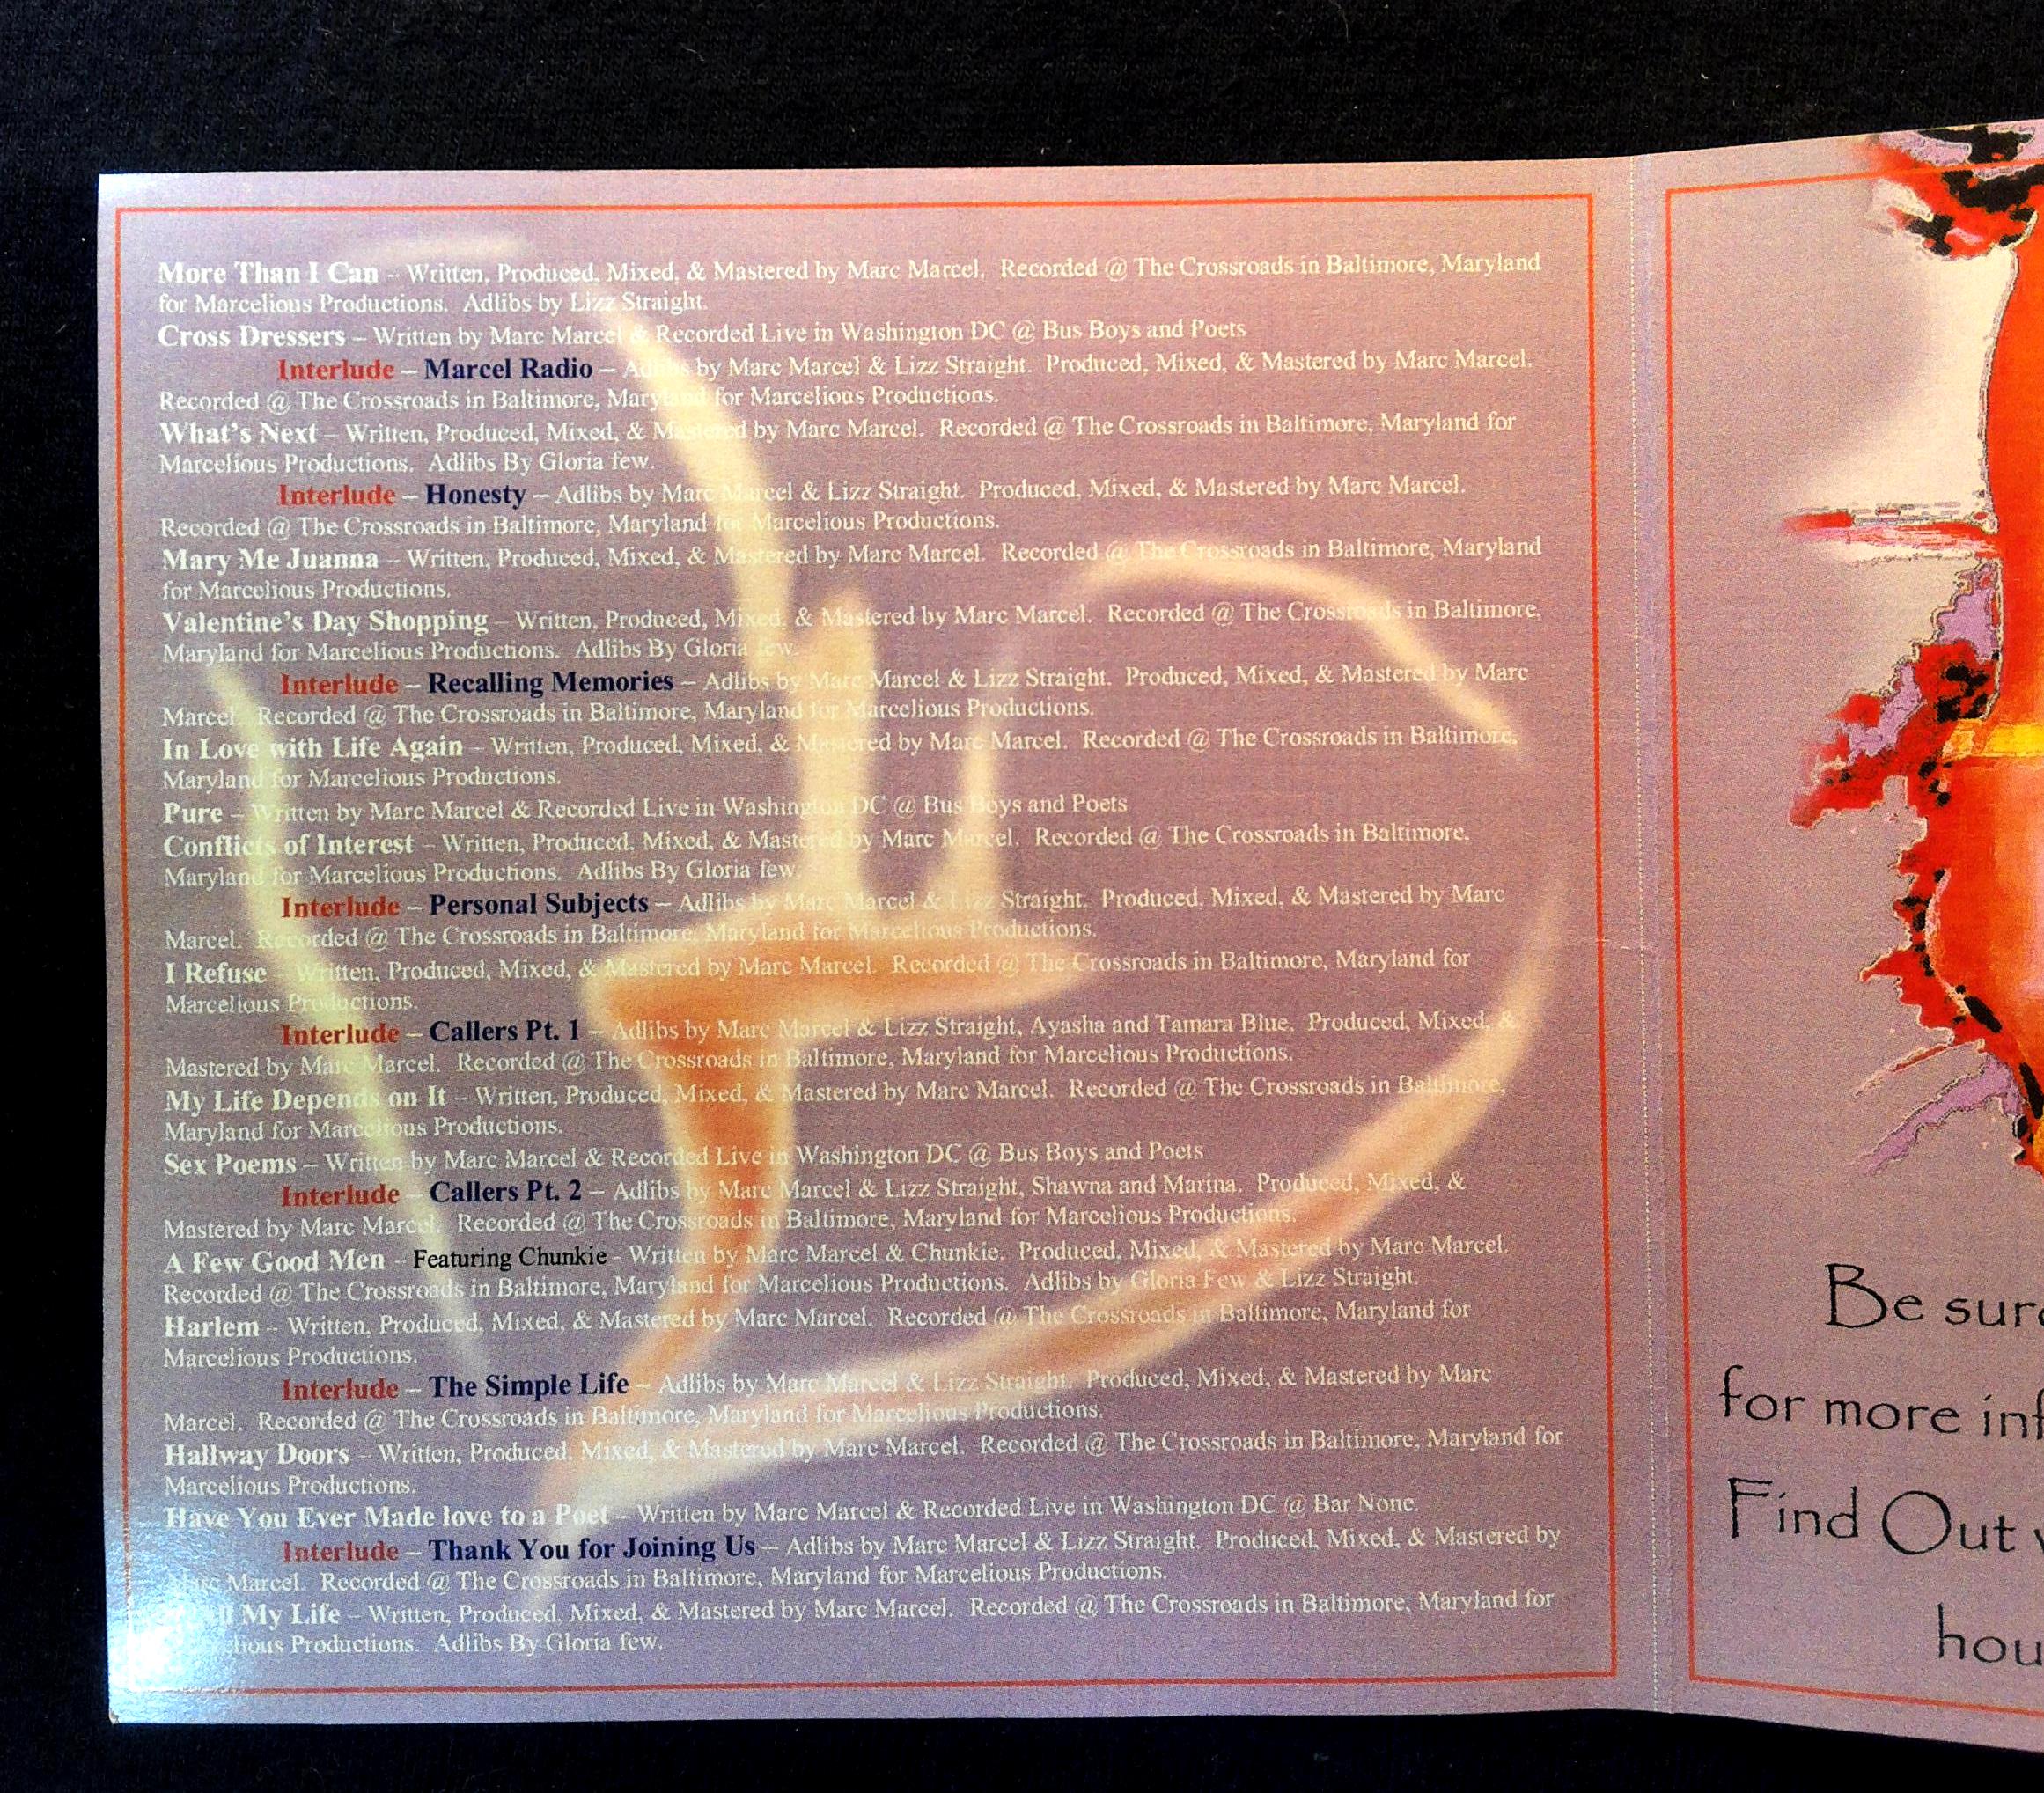 More Than I Can – Written, Produced, Mixed, & Mastered by Marc Marcel. Recorded @ The Crossroads in Baltimore, Maryland
for Marcelious Productions. Adlibs by Lizz Straight.
Cross Dressers – Written by Marc Marcel & Recorded Live in Washington DC @ Bus Boys and Poets
Interlude – Marcel Radio – Adlibs by Marc Marcel & Lizz Straight. Produced, Mixed, & Mastered by Marc Marcel.
Recorded @ The Crossroads in Baltimore, Maryland for Marcelious Productions.
What's Next – Written, Produced, Mixed, & Mastered by Marc Marcel. Recorded @ The Crossroads in Baltimore, Maryland for
Marcelious Productions. Adlibs By Gloria few.
Interlude – Honesty – Adlibs by Marc Marcel & Lizz Straight. Produced, Mixed, & Mastered by Marc Marcel.
Recorded @ The Crossroads in Baltimore, Maryland for Marcelious Productions.
Mary Me Juanna – Written, Produced, Mixed, & Mastered by Marc Marcel. Recorded @ The Crossroads in Baltimore, Maryland
for Marcelious Productions.
Valentine's Day Shopping – Written, Produced, Mixed, & Mastered by Marc Marcel. Recorded @ The Crossroads in Baltimore,
Maryland for Marcelious Productions. Adlibs By Gloria few.
Interlude – Recalling Memories – Adlibs by Marc Marcel & Lizz Straight. Produced, Mixed, & Mastered by Marc
Marcel. Recorded @ The Crossroads in Baltimore, Maryland for Marcelious Productions.
In Love with Life Again – Written, Produced, Mixed, & Mastered by Marc Marcel. Recorded @ The Crossroads in Baltimore,
Maryland for Marcelious Productions.
Pure – Written by Marc Marcel & Recorded Live in Washington DC @ Bus Boys and Poets
Conflicts of Interest – Written, Produced, Mixed, & Mastered by Marc Marcel. Recorded @ The Crossroads in Baltimore,
Maryland for Marcelious Productions. Adlibs By Gloria few.
Interlude – Personal Subjects – Adlibs by Marc Marcel & Lizz Straight. Produced, Mixed, & Mastered by Marc
Marcel. Recorded @ The Crossroads in Baltimore, Maryland for Marcelious Productions.
I Refuse – Written, Produced, Mixed, & Mastered by Marc Marcel. Recorded @ The Crossroads in Baltimore, Maryland for
Marcelious Productions.
Interlude – Callers Pt. 1 – Adlibs by Marc Marcel & Lizz Straight, Ayasha and Tamara Blue. Produced, Mixed, &
Mastered by Marc Marcel. Recorded @ The Crossroads in Baltimore, Maryland for Marcelious Productions.
My Life Depends on It – Written, Produced, Mixed, & Mastered by Marc Marcel. Recorded @ The Crossroads in Baltimore,
Maryland for Marcelious Productions.
Sex Poems – Written by Marc Marcel & Recorded Live in Washington DC @ Bus Boys and Poets
Interlude – Callers Pt. 2 – Adlibs by Marc Marcel & Lizz Straight, Shawna and Marina. Produced, Mixed, &
Mastered by Marc Marcel. Recorded @ The Crossroads in Baltimore, Maryland for Marcelious Productions.
A Few Good Men – Featuring Chunkie – Written by Marc Marcel & Chunkie. Produced, Mixed, & Mastered by Marc Marcel.
Recorded @ The Crossroads in Baltimore, Maryland for Marcelious Productions. Adlibs by Gloria Few & Lizz Straight.
Harlem – Written, Produced, Mixed, & Mastered by Marc Marcel. Recorded @ The Crossroads in Baltimore, Maryland for
Marcelious Productions.
Interlude – The Simple Life – Adlibs by Marc Marcel & Lizz Straight. Produced, Mixed, & Mastered by Marc
Marcel. Recorded @ The Crossroads in Baltimore, Maryland for Marcelious Productions.
Hallway Doors – Written, Produced, Mixed, & Mastered by Marc Marcel. Recorded @ The Crossroads in Baltimore, Maryland for
Marcelious Productions.
Have You Ever Made love to a Poet – Written by Marc Marcel & Recorded Live in Washington DC @ Bar None.
Interlude – Thank You for Joining Us – Adlibs by Marc Marcel & Lizz Straight. Produced, Mixed, & Mastered by
Marc Marcel. Recorded @ The Crossroads in Baltimore, Maryland for Marcelious Productions.
My Life – Written, Produced, Mixed, & Mastered by Marc Marcel. Recorded @ The Crossroads in Baltimore, Maryland for
Marcelious Productions. Adlibs By Gloria few.
Be
for more
Find Out